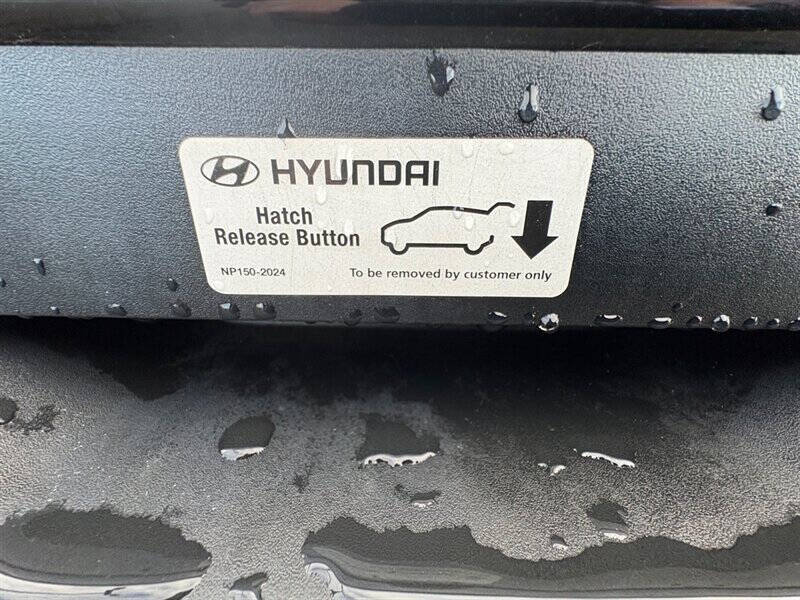 HYUNDAI
Hatch
Release Button
NP150-2024
To be removed by customer only